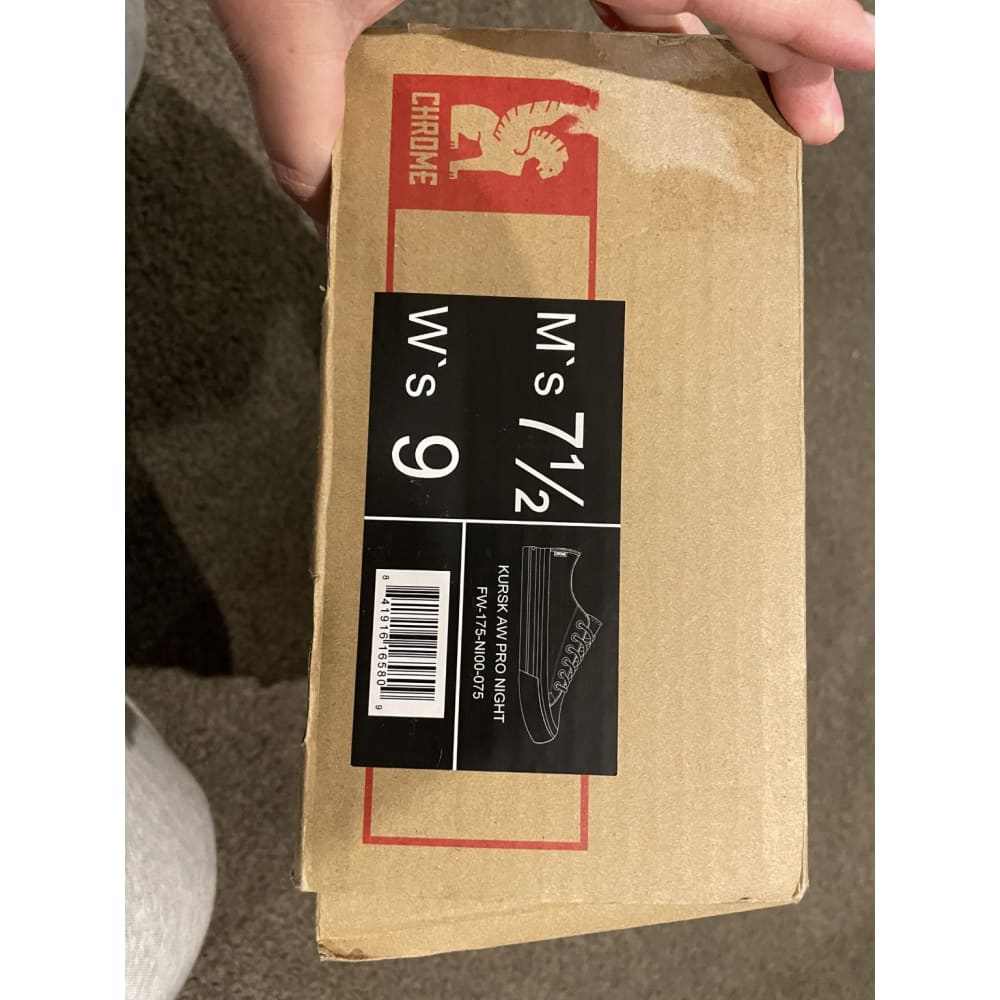 CHROME
M`s 7½
W`s 9
KURSK AW PRO NIGHT
FW-175-NI00-075
8 41916 16580 9